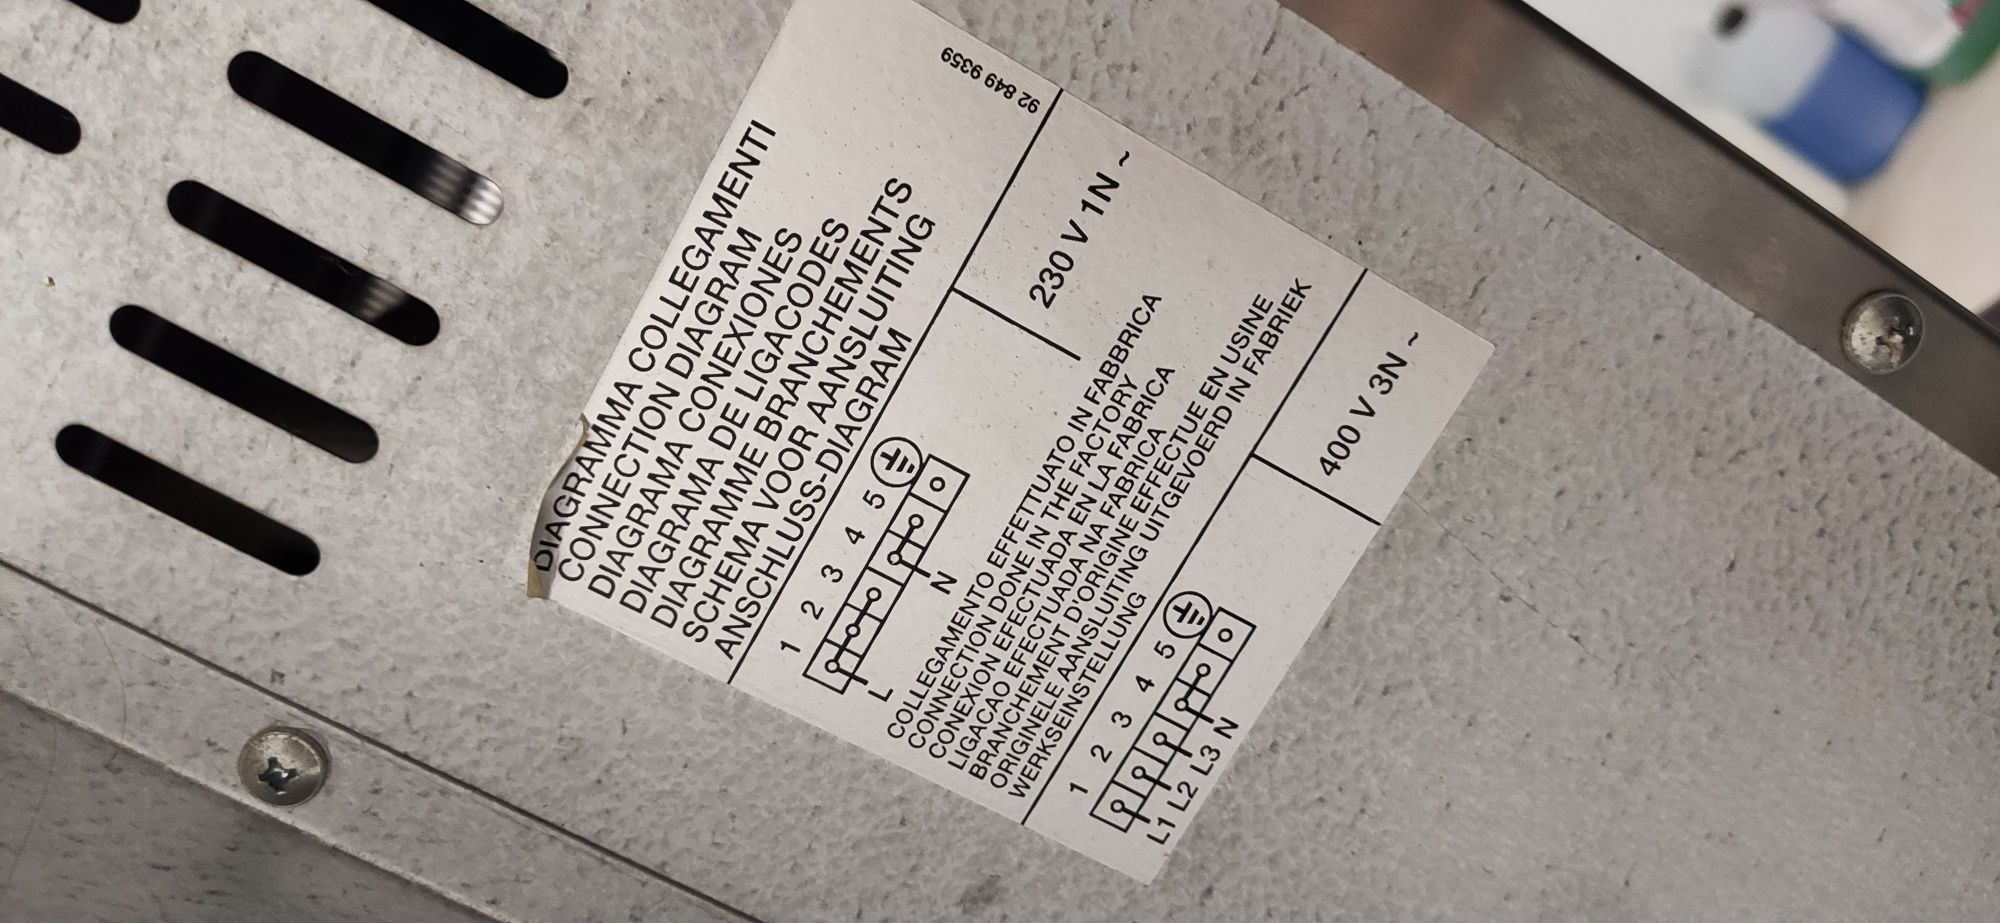 92 849 9359
DIAGRAMMA COLLEGAMENTI
CONNECTION DIAGRAM
DIAGRAMA CONEXIONES
DIAGRAMA DE LIGACODES
DIAGRAMME BRANCHEMENTS
SCHEMA VOOR AANSLUITING
ANSCHLUSS-DIAGRAM
230 V 1N ~
1 2 3 4 5
L N
COLLEGAMENTO EFFETTUATO IN FABBRICA
CONNECTION DONE IN THE FACTORY
CONEXION EFECTUADA EN LA FABRICA
LIGACAO EFECTUADA NA FABRICA
BRANCHEMENT D'ORIGINE EFFECTUE EN USINE
ORIGINELE AANSLUITING UITGEVOERD IN FABRIEK
WERKSEINSTELLUNG
400 V 3N ~
1 2 3 4 5
L1 L2 L3 N